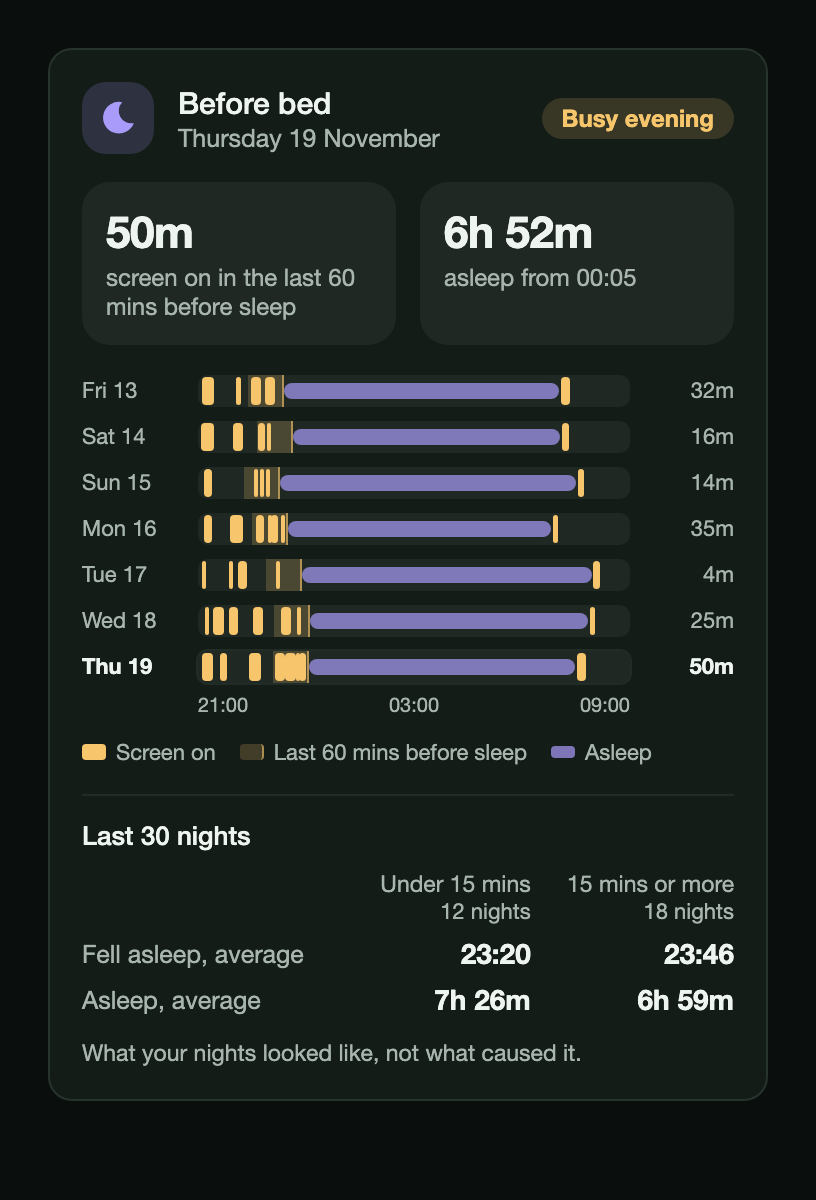 Before bed
Thursday 19 November
Busy evening
50m
screen on in the last 60
mins before sleep
6h 52m
asleep from 00:05
Fri 13 32m
Sat 14 16m
Sun 15 14m
Mon 16 35m
Tue 17 4m
Wed 18 25m
Thu 19 50m
21:00 03:00 09:00
Screen on Last 60 mins before sleep Asleep
Last 30 nights
Under 15 mins 15 mins or more
12 nights 18 nights
Fell asleep, average 23:20 23:46
Asleep, average 7h 26m 6h 59m
What your nights looked like, not what caused it.